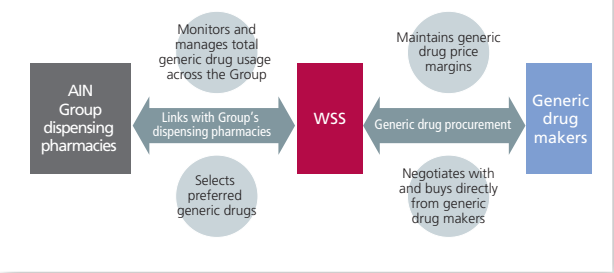 Monitors and
manages total
generic drug usage
across the Group
Maintains generic
drug price
margins
AIN
Group
dispensing
pharmacies
Links with Group's
dispensing pharmacies
WSS
Generic drug procurement
Generic
drug
makers
Selects
preferred
generic drugs
Negotiates with
and buys directly
from generic
drug makers